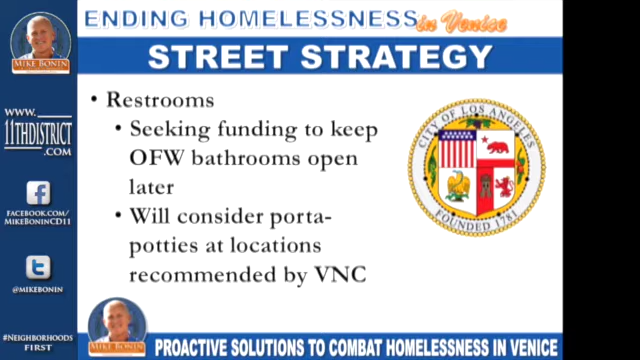 ENDING HOMELESSNESS in Venice
STREET STRATEGY
MIKE BONIN
WWW.
11THDISTRICT
.COM
FACEBOOK.COM/
MIKEBONINCD11
@MIKEBONIN
#NEIGHBORHOODS
FIRST
• Restrooms
• Seeking funding to keep
OFW bathrooms open
later
• Will consider porta-
potties at locations
recommended by VNC
CITY OF LOS ANGELES
FOUNDED 1781
MIKE BONIN
PROACTIVE SOLUTIONS TO COMBAT HOMELESSNESS IN VENICE